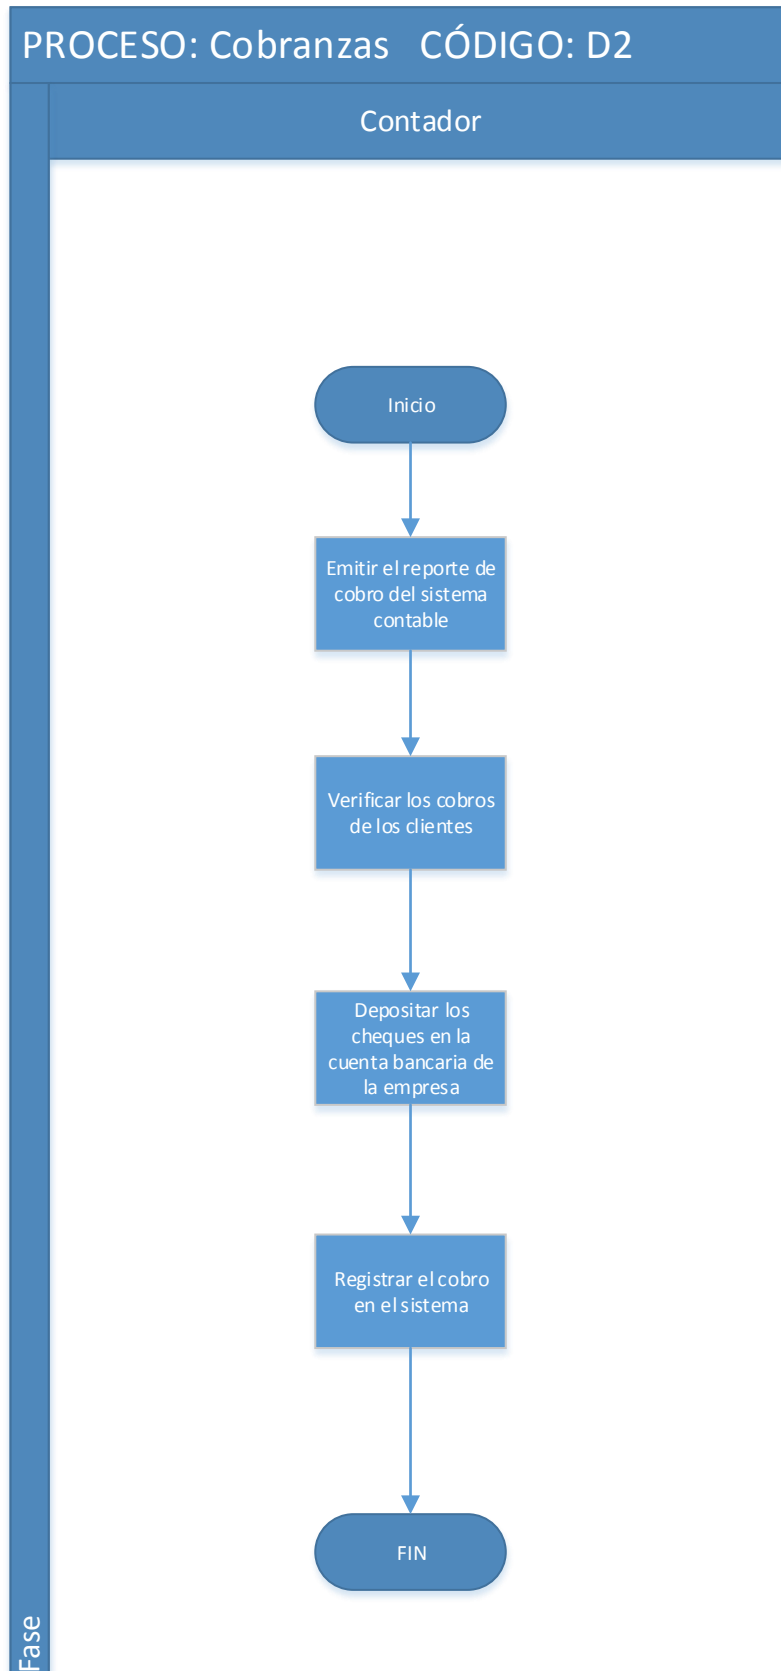 PROCESO: Cobranzas CÓDIGO: D2
Contador
Inicio
Emitir el reporte de
cobro del sistema
contable
Verificar los cobros
de los clientes
Depositar los
cheques en la
cuenta bancaria de
la empresa
Registrar el cobro
en el sistema
FIN
Fase